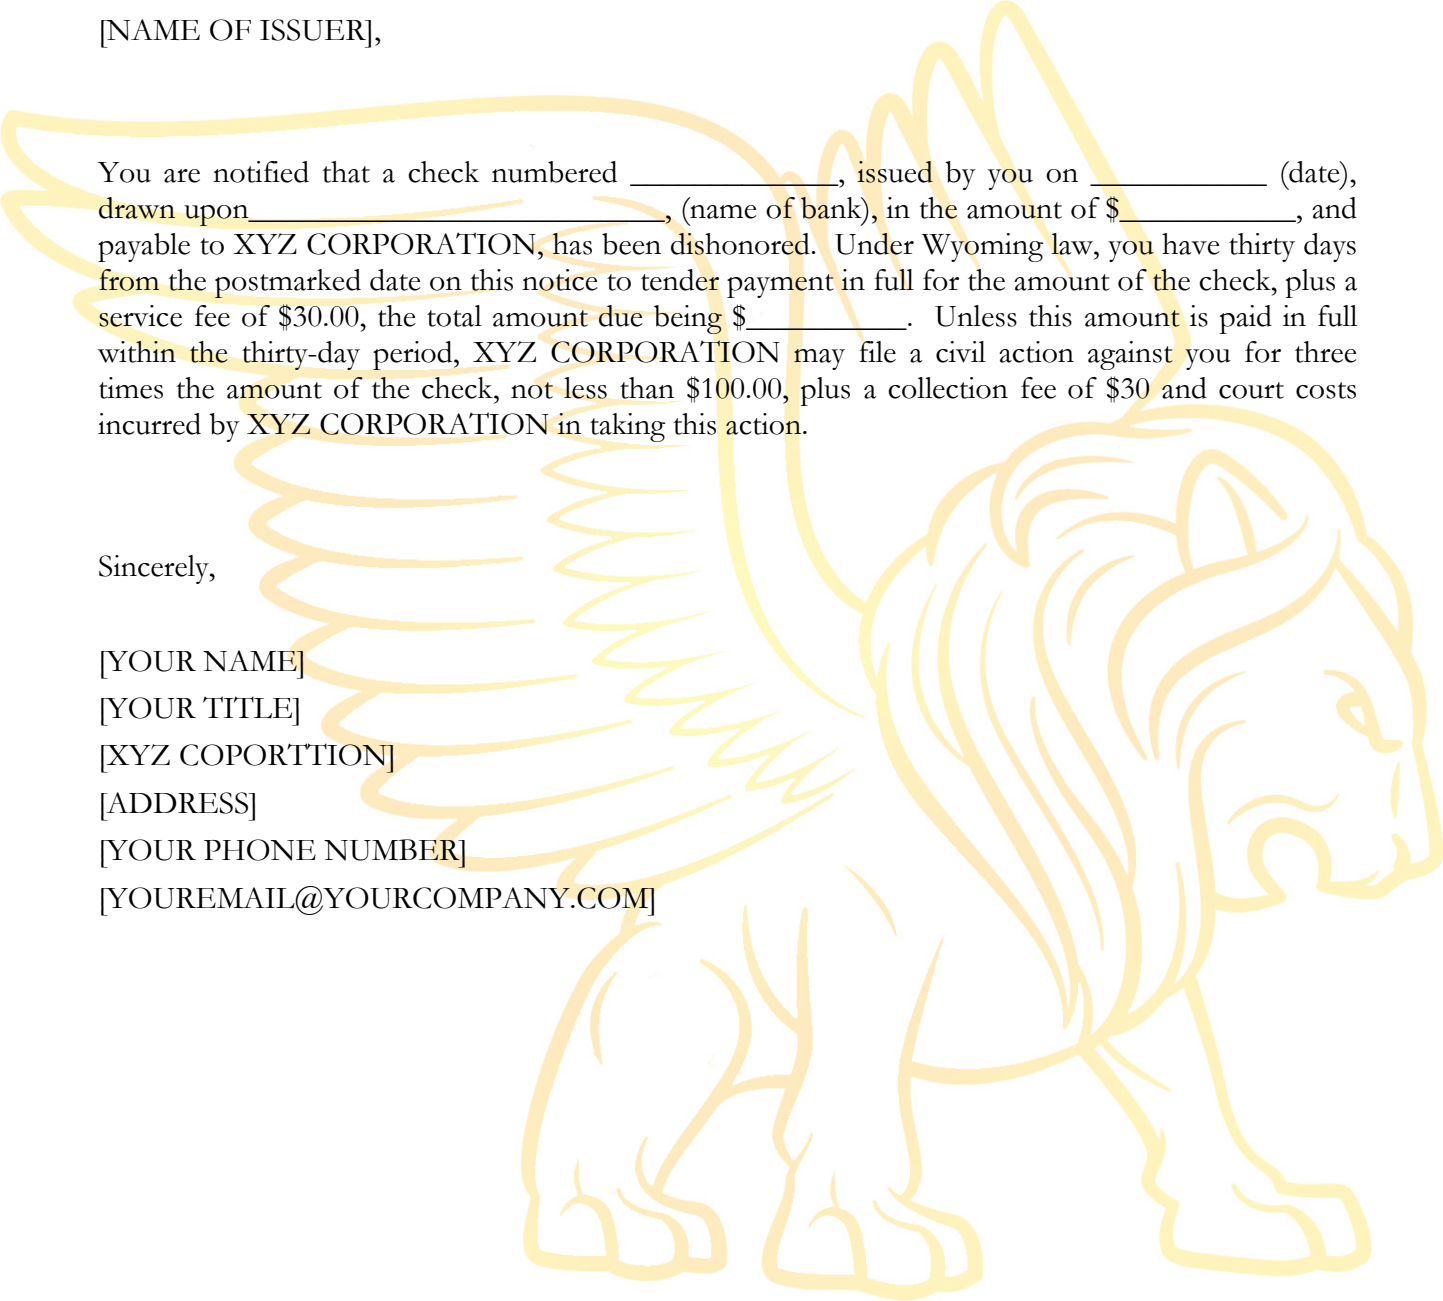 [NAME OF ISSUER],
You are notified that a check numbered _____________, issued by you on ___________ (date),
drawn upon__________________________, (name of bank), in the amount of $___________, and
payable to XYZ CORPORATION, has been dishonored. Under Wyoming law, you have thirty days
from the postmarked date on this notice to tender payment in full for the amount of the check, plus a
service fee of $30.00, the total amount due being $__________. Unless this amount is paid in full
within the thirty-day period, XYZ CORPORATION may file a civil action against you for three
times the amount of the check, not less than $100.00, plus a collection fee of $30 and court costs
incurred by XYZ CORPORATION in taking this action.
Sincerely,
[YOUR NAME]
[YOUR TITLE]
[XYZ COPORTTION]
[ADDRESS]
[YOUR PHONE NUMBER]
[YOUREMAIL@YOURCOMPANY.COM]